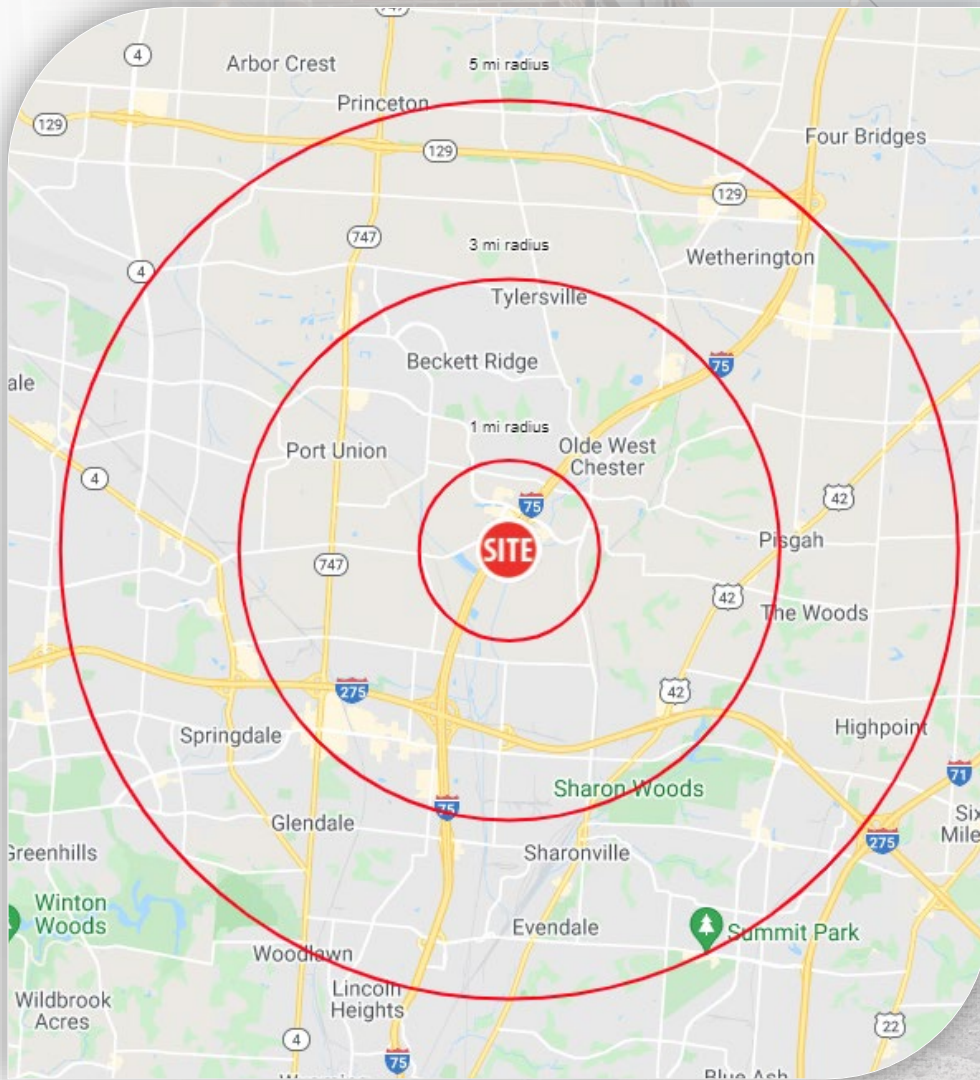 747
4
Arbor Crest
5 mi radius
Princeton
129
129
Four Bridges
129
747
3 mi radius
Wetherington
4
Tylersville
Beckett Ridge
75
ale
1 mi radius
Olde West
Chester
Port Union
4
42
75
SITE
Pisgah
747
42
The Woods
275
42
Springdale
Highpoint
71
Sharon Woods
75
Glendale
Six
Mile
275
Greenhills
Sharonville
Winton
Woods
Evendale
Summit Park
Woodlawn
Lincoln
Heights
Wildbrook
Acres
22
4
75
Blue Ash